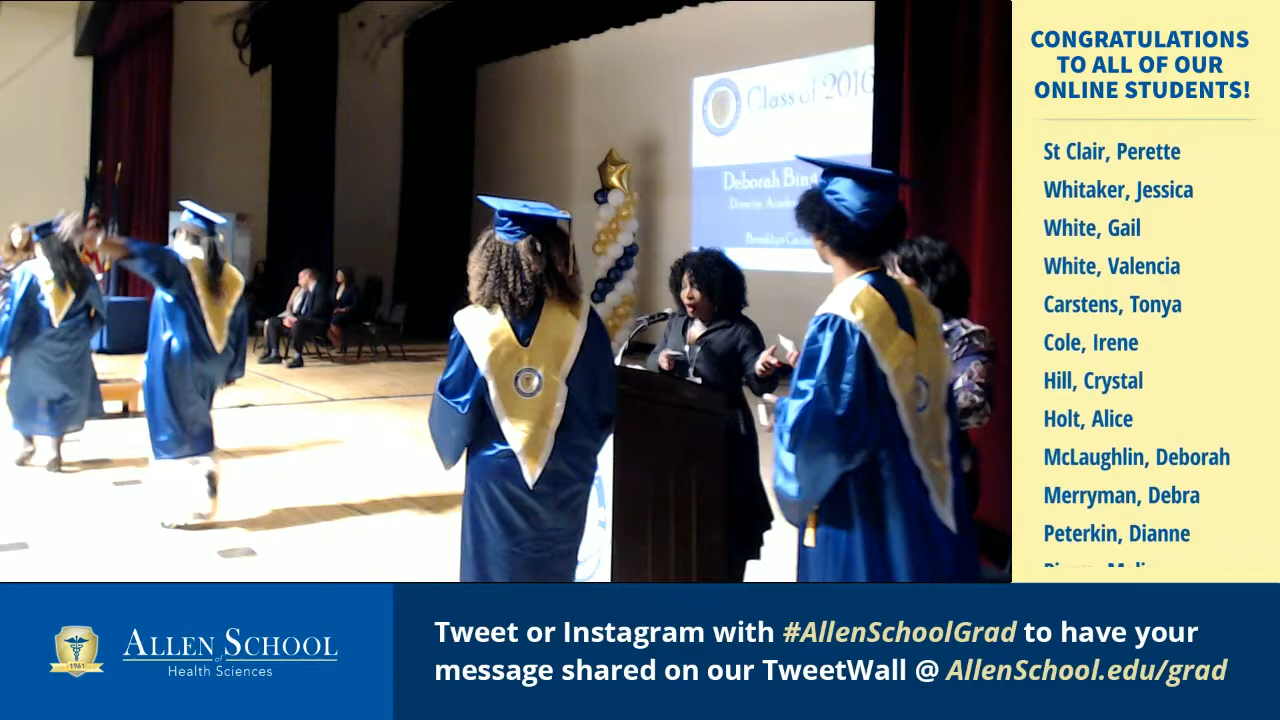 Class of 2016
Deborah
CONGRATULATIONS
TO ALL OF OUR
ONLINE STUDENTS!
St Clair, Perette
Whitaker, Jessica
White, Gail
White, Valencia
Carstens, Tonya
Cole, Irene
Hill, Crystal
Holt, Alice
McLaughlin, Deborah
Merryman, Debra
Peterkin, Dianne
1961
ALLEN SCHOOL
of
Health Sciences
Tweet or Instagram with #AllenSchoolGrad to have your
message shared on our TweetWall @ AllenSchool.edu/grad